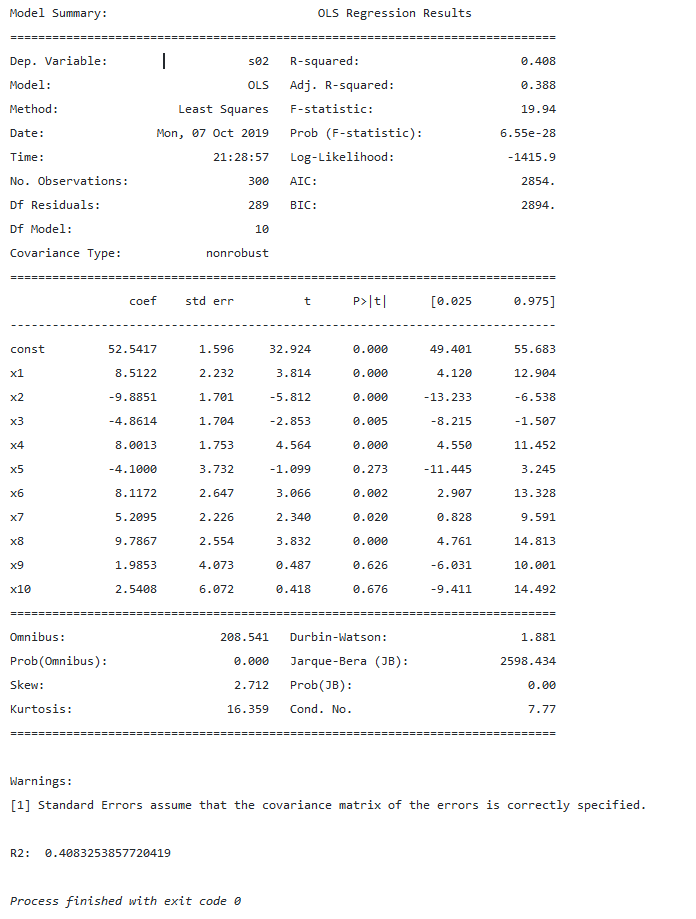 Model Summary:                              OLS Regression Results
==============================================================================
Dep. Variable:                    s02   R-squared:                       0.408
Model:                            OLS   Adj. R-squared:                  0.388
Method:                 Least Squares   F-statistic:                     19.94
Date:                Mon, 07 Oct 2019   Prob (F-statistic):           6.55e-28
Time:                        21:28:57   Log-Likelihood:                -1415.9
No. Observations:                 300   AIC:                             2854.
Df Residuals:                     289   BIC:                             2894.
Df Model:                          10
Covariance Type:            nonrobust
==============================================================================
                 coef    std err          t      P>|t|      [0.025      0.975]
------------------------------------------------------------------------------
const         52.5417      1.596     32.924      0.000      49.401      55.683
x1             8.5122      2.232      3.814      0.000       4.120      12.904
x2            -9.8851      1.701     -5.812      0.000     -13.233      -6.538
x3            -4.8614      1.704     -2.853      0.005      -8.215      -1.507
x4             8.0013      1.753      4.564      0.000       4.550      11.452
x5            -4.1000      3.732     -1.099      0.273     -11.445       3.245
x6             8.1172      2.647      3.066      0.002       2.907      13.328
x7             5.2095      2.226      2.340      0.020       0.828       9.591
x8             9.7867      2.554      3.832      0.000       4.761      14.813
x9             1.9853      4.073      0.487      0.626      -6.031      10.001
x10            2.5408      6.072      0.418      0.676      -9.411      14.492
==============================================================================
Omnibus:                      208.541   Durbin-Watson:                   1.881
Prob(Omnibus):                  0.000   Jarque-Bera (JB):             2598.434
Skew:                           2.712   Prob(JB):                         0.00
Kurtosis:                      16.359   Cond. No.                         7.77
==============================================================================
Warnings:
[1] Standard Errors assume that the covariance matrix of the errors is correctly specified.
R2:  0.4083253857720419
Process finished with exit code 0